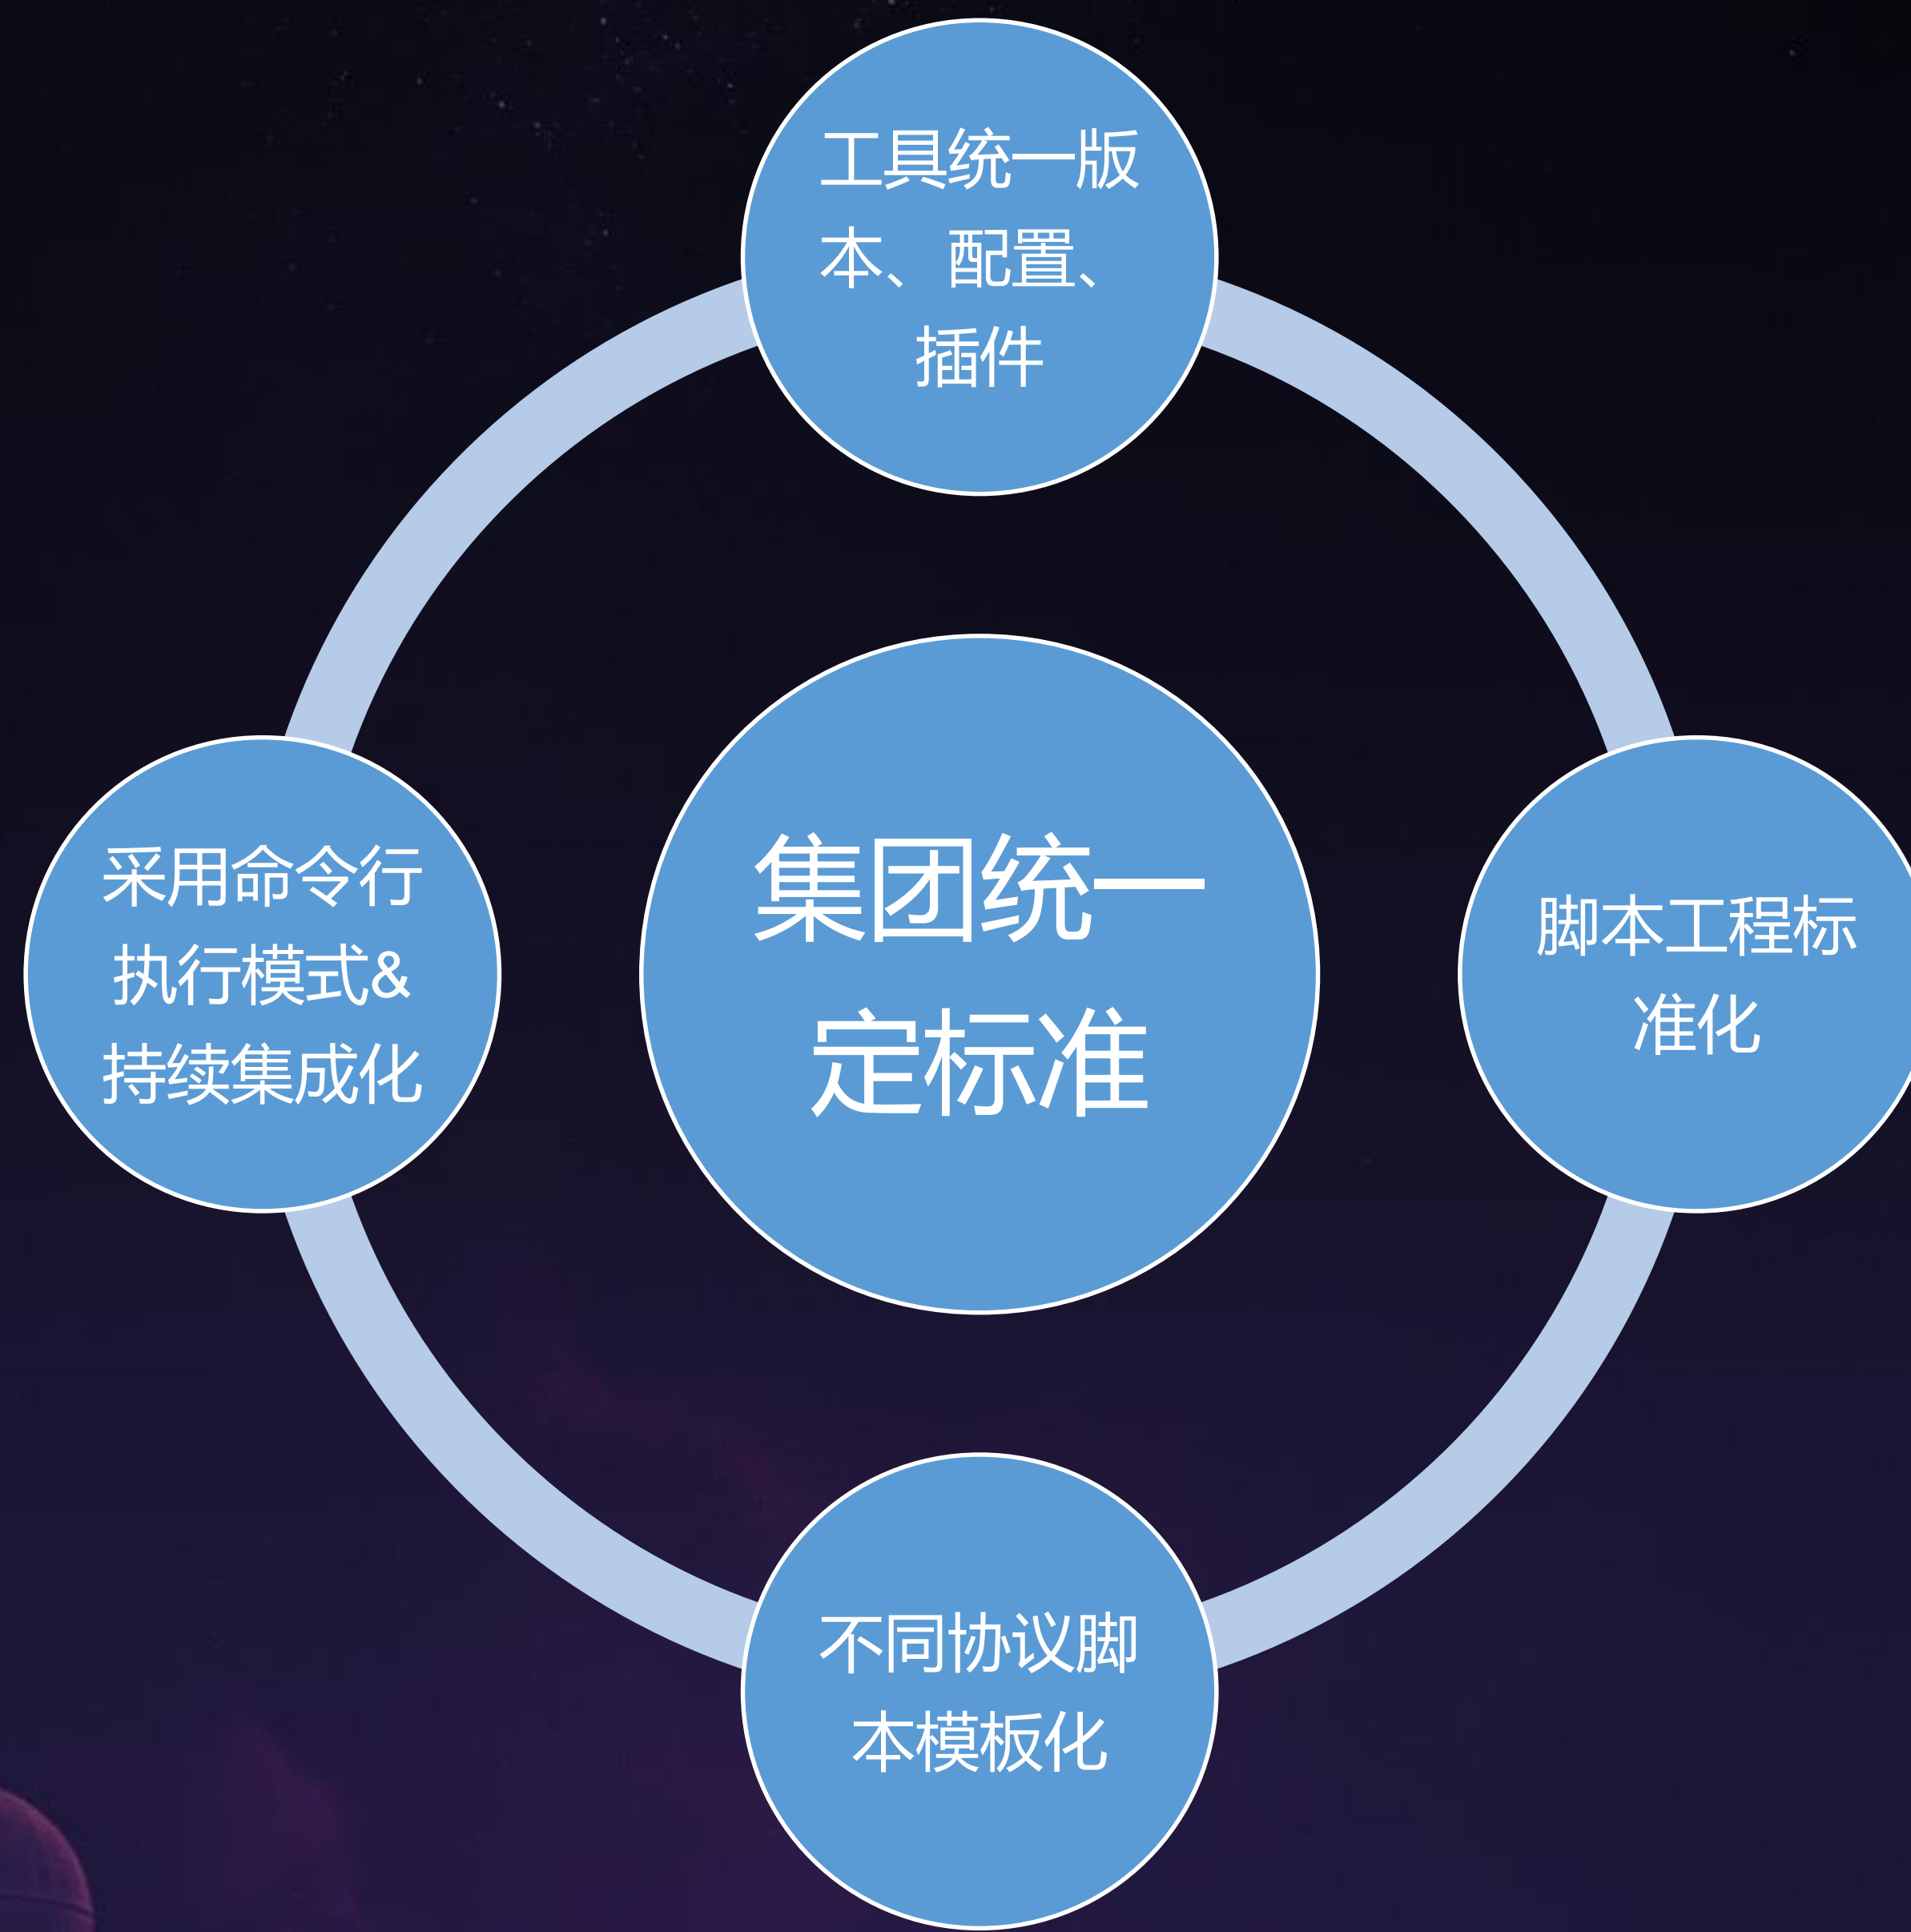 工具统一版
本、配置、
插件
采用命令行
执行模式&
持续集成化
集团统一
定标准
脚本工程标
准化
不同协议脚
本模板化